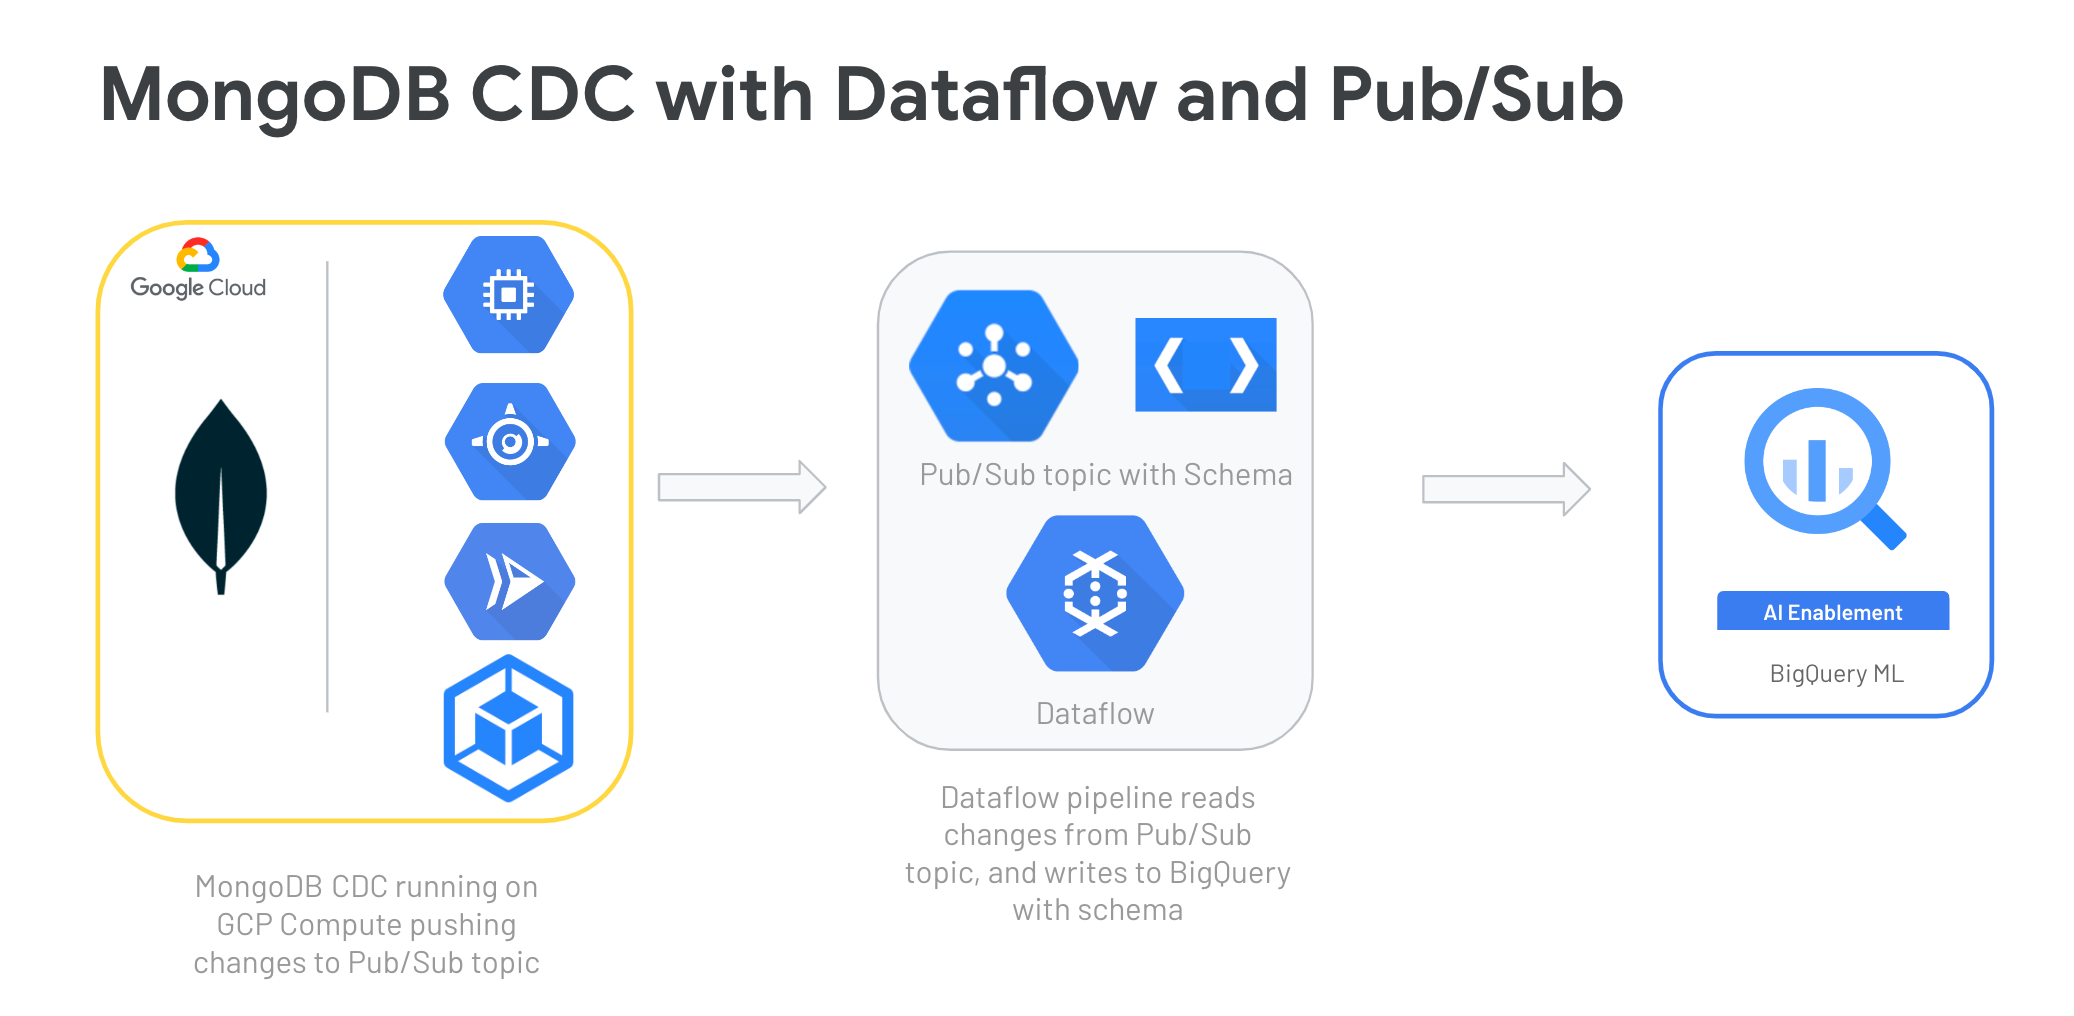 MongoDB CDC with Dataflow and Pub/Sub
Google Cloud
MongoDB CDC running on
GCP Compute pushing
changes to Pub/Sub topic
Pub/Sub topic with Schema
Dataflow
Dataflow pipeline reads
changes from Pub/Sub
topic, and writes to BigQuery
with schema
AI Enablement
BigQuery ML